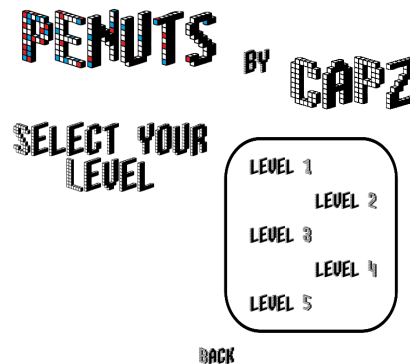 PENUTS
BY CAPZ
SELECT YOUR
LEVEL
LEVEL 1
LEVEL 2
LEVEL 3
LEVEL 4
LEVEL 5
BACK